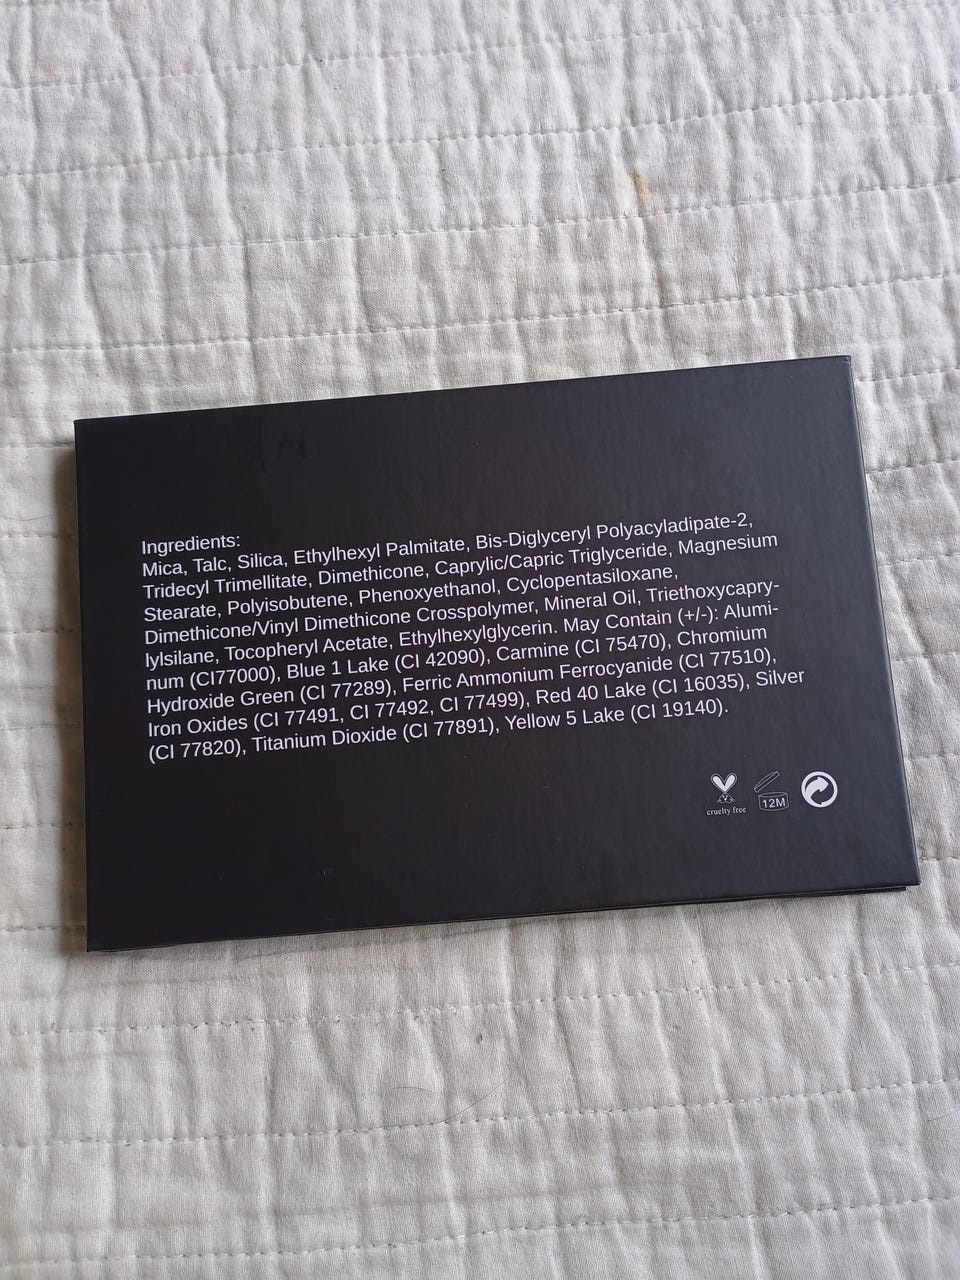 Ingredients:
Mica, Talc, Silica, Ethylhexyl Palmitate, Bis-Diglyceryl Polyacyladipate-2,
Tridecyl Trimellitate, Dimethicone, Caprylic/Capric Triglyceride, Magnesium
Stearate, Polyisobutene, Phenoxyethanol, Cyclopentasiloxane,
Dimethicone/Vinyl Dimethicone Crosspolymer, Mineral Oil, Triethoxycapry-
lylsilane, Tocopheryl Acetate, Ethylhexylglycerin. May Contain (+/-): Alumi-
num (CI77000), Blue 1 Lake (CI 42090), Carmine (CI 75470), Chromium
Hydroxide Green (CI 77289), Ferric Ammonium Ferrocyanide (CI 77510),
Iron Oxides (CI 77491, CI 77492, CI 77499), Red 40 Lake (CI 16035), Silver
(CI 77820), Titanium Dioxide (CI 77891), Yellow 5 Lake (CI 19140).
cruelty free
12M